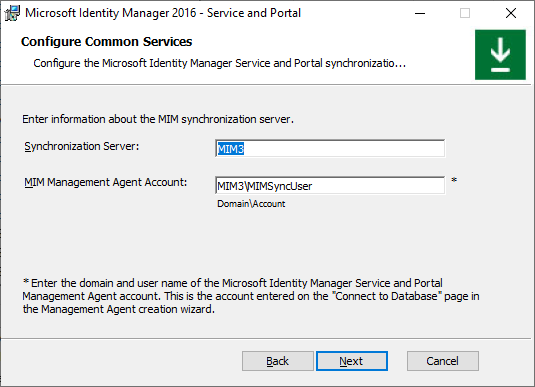 Microsoft Identity Manager 2016 - Service and Portal
Configure Common Services
Configure the Microsoft Identity Manager Service and Portal synchronizatio...
Enter information about the MIM synchronization server.
Synchronization Server:
MIM3
MIM Management Agent Account:
MIM3\MIMSyncUser
*
Domain\Account
* Enter the domain and user name of the Microsoft Identity Manager Service and Portal
Management Agent account. This is the account entered on the "Connect to Database" page in
the Management Agent creation wizard.
Back
Next
Cancel